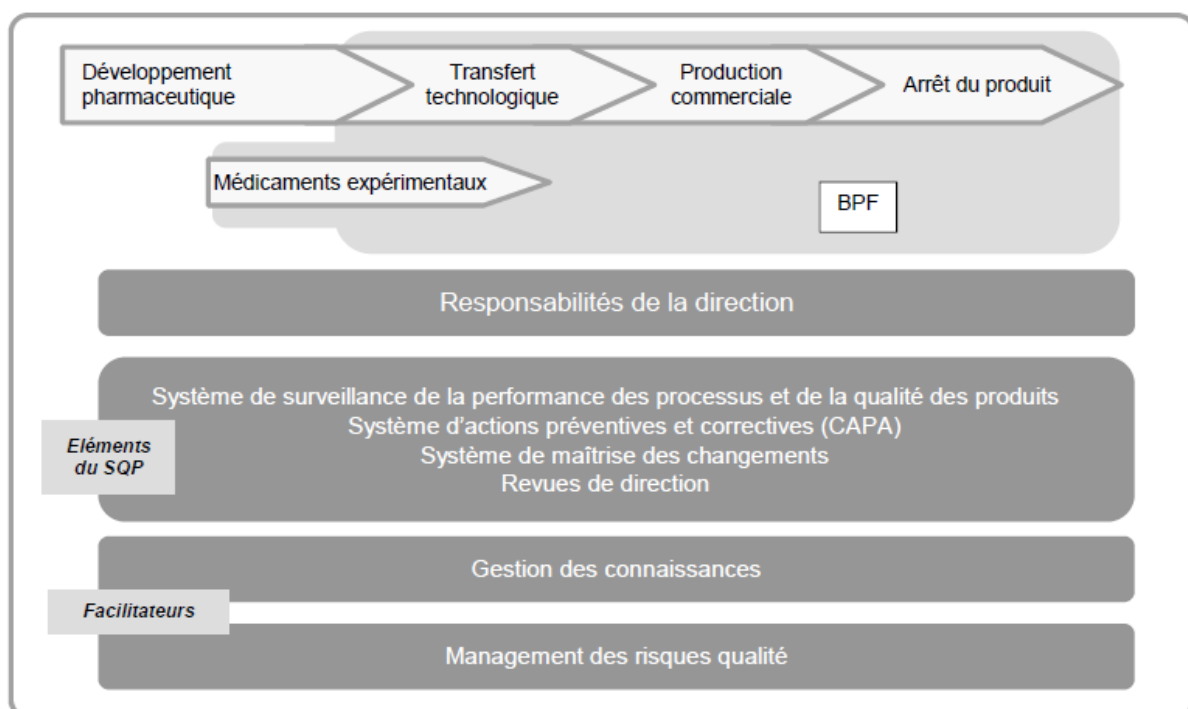 Développement
pharmaceutique
Transfert
technologique
Production
commerciale
Arrêt du produit
Médicaments expérimentaux
BPF
Responsabilités de la direction
Système de surveillance de la performance des processus et de la qualité des produits
Système d'actions préventives et correctives (CAPA)
Système de maîtrise des changements
Revues de direction
Eléments
du SQP
Gestion des connaissances
Facilitateurs
Management des risques qualité